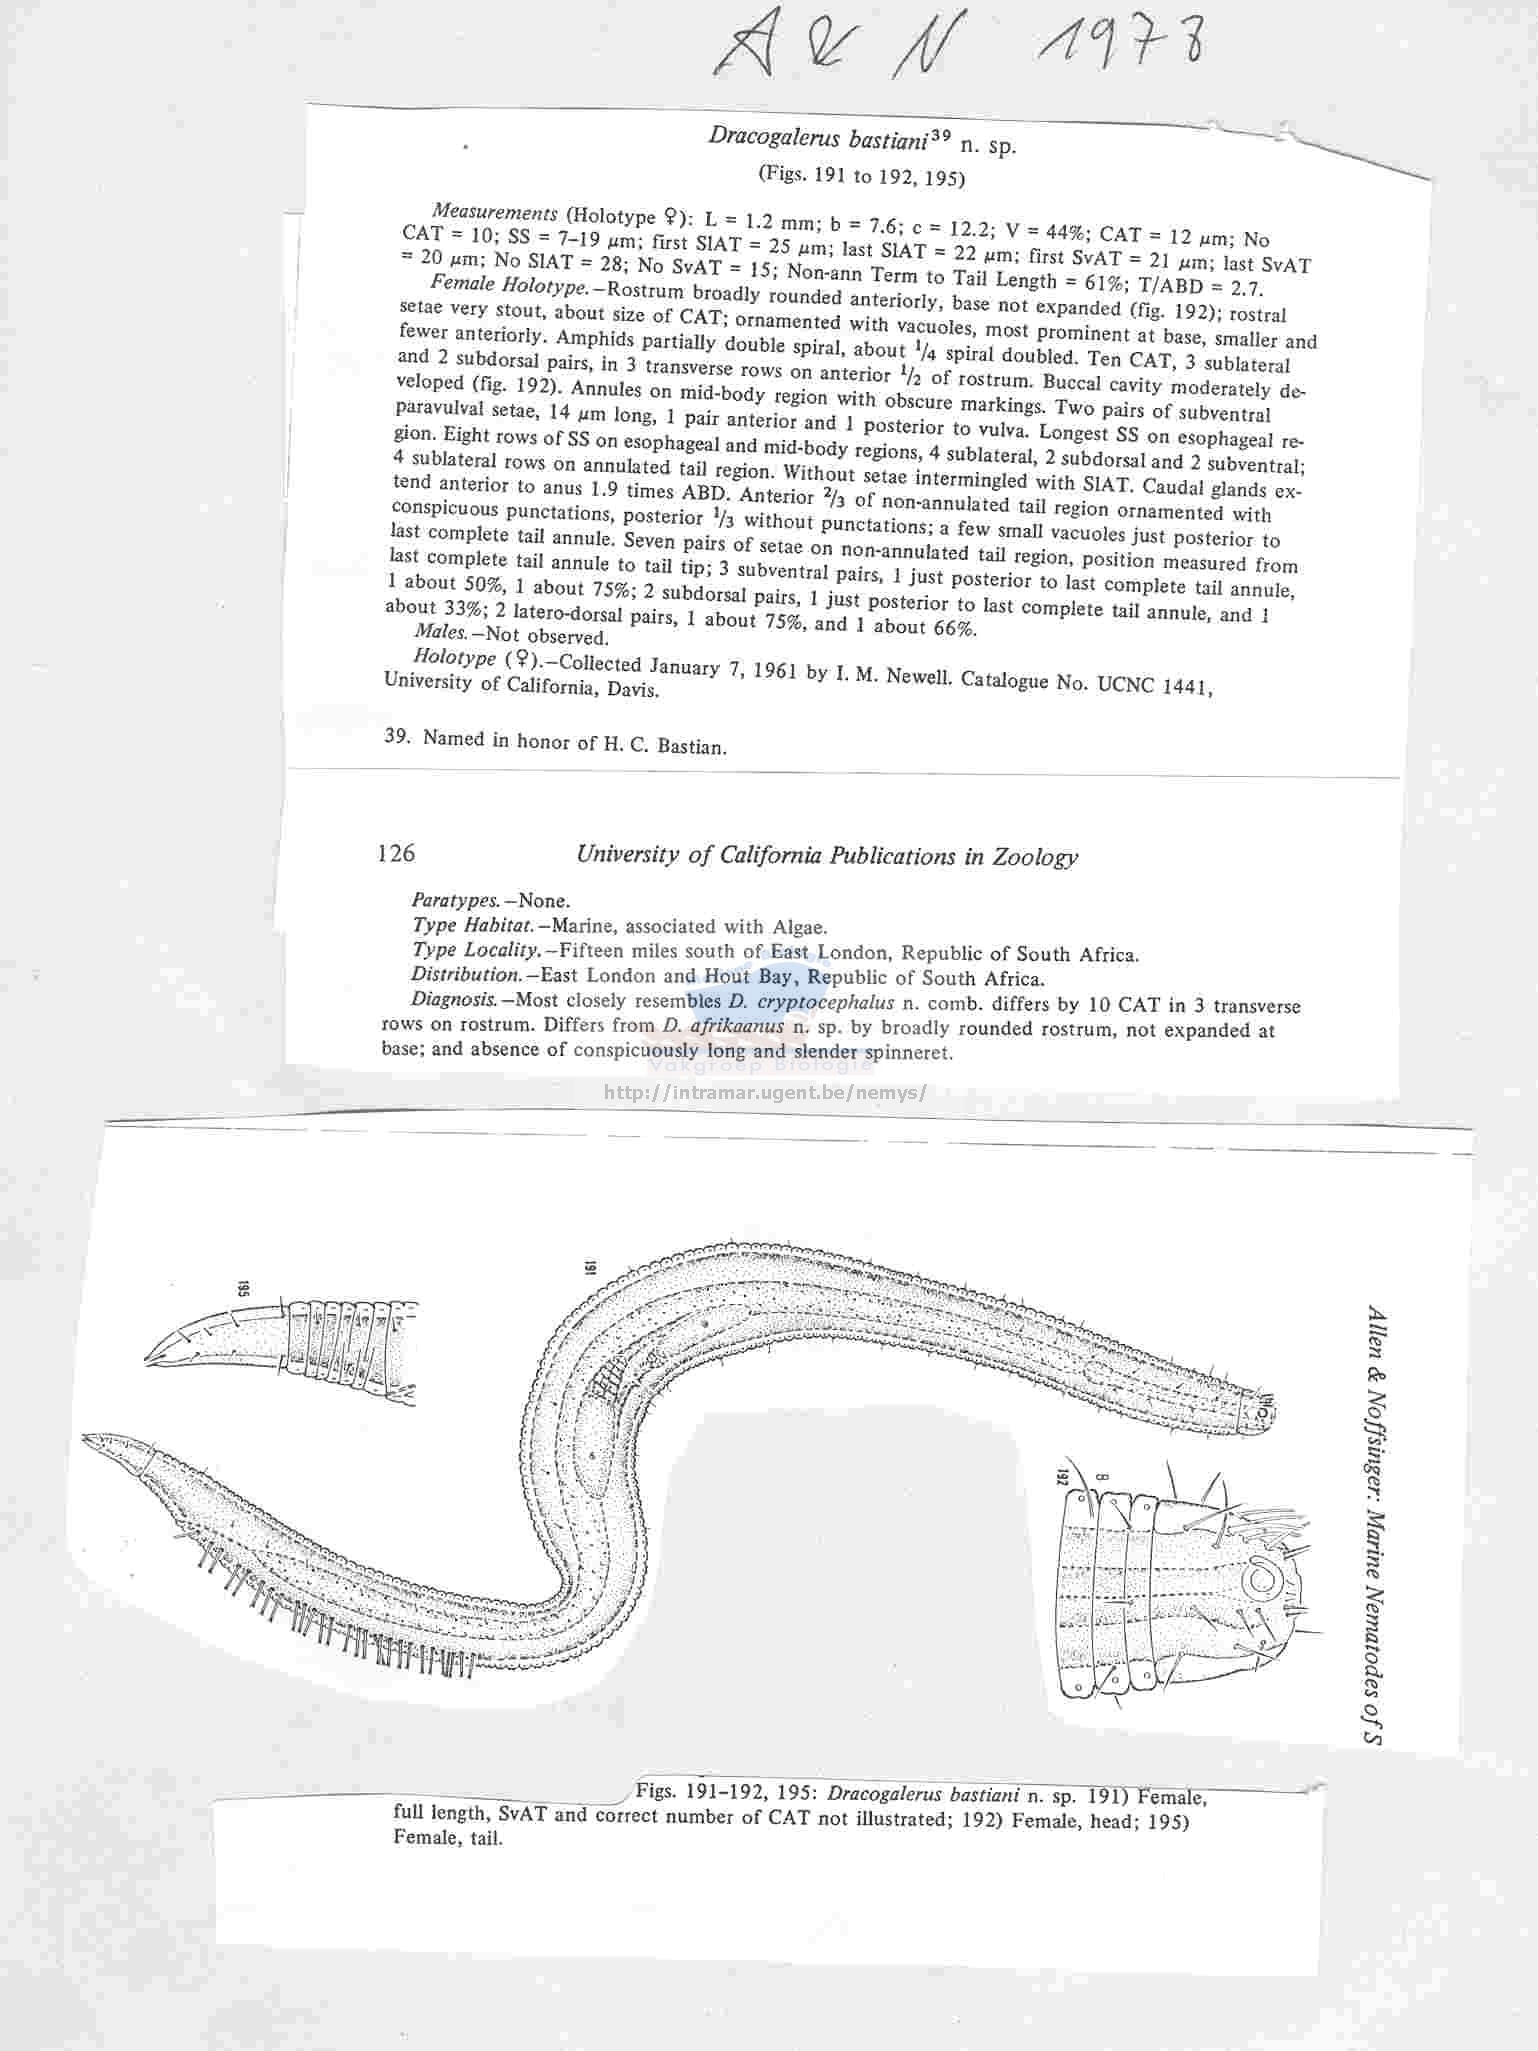 A & N 1978
Dracogalerus bastiani39 n. sp.
(Figs. 191 to 192, 195)
Measurements (Holotype ♀): L = 1.2 mm; b = 7.6; c = 12.2; V = 44%; CAT = 12 μm; No
CAT = 10; SS = 7–19 μm; first SlAT = 25 μm; last SlAT = 22 μm; first SvAT = 21 μm; last SvAT
= 20 μm; No SlAT = 28; No SvAT = 15; Non-ann Term to Tail Length = 61%; T/ABD = 2.7.
Female Holotype.—Rostrum broadly rounded anteriorly, base not expanded (fig. 192); rostral
setae very stout, about size of CAT; ornamented with vacuoles, most prominent at base, smaller and
fewer anteriorly. Amphids partially double spiral, about 1/4 spiral doubled. Ten CAT, 3 sublateral
and 2 subdorsal pairs, in 3 transverse rows on anterior 1/2 of rostrum. Buccal cavity moderately de-
veloped (fig. 192). Annules on mid-body region with obscure markings. Two pairs of subventral
paravulval setae, 14 μm long, 1 pair anterior and 1 posterior to vulva. Longest SS on esophageal re-
gion. Eight rows of SS on esophageal and mid-body regions, 4 sublateral, 2 subdorsal and 2 subventral;
4 sublateral rows on annulated tail region. Without setae intermingled with SlAT. Caudal glands ex-
tend anterior to anus 1.9 times ABD. Anterior 2/3 of non-annulated tail region ornamented with
conspicuous punctations, posterior 1/3 without punctations; a few small vacuoles just posterior to
last complete tail annule. Seven pairs of setae on non-annulated tail region, position measured from
last complete tail annule to tail tip; 3 subventral pairs, 1 just posterior to last complete tail annule,
1 about 50%, 1 about 75%; 2 subdorsal pairs, 1 just posterior to last complete tail annule, and 1
about 33%; 2 latero-dorsal pairs, 1 about 75%, and 1 about 66%.
Males.—Not observed.
Holotype (♀).—Collected January 7, 1961 by I. M. Newell. Catalogue No. UCNC 1441,
University of California, Davis.
39. Named in honor of H. C. Bastian.
126 University of California Publications in Zoology
Paratypes.—None.
Type Habitat.—Marine, associated with Algae.
Type Locality.—Fifteen miles south of East London, Republic of South Africa.
Distribution.—East London and Hout Bay, Republic of South Africa.
Diagnosis.—Most closely resembles D. cryptocephalus n. comb. differs by 10 CAT in 3 transverse
rows on rostrum. Differs from D. afrikaanus n. sp. by broadly rounded rostrum, not expanded at
base; and absence of conspicuously long and slender spinneret.
Vakgroep Biologie
http://intramar.ugent.be/nemys/
195
191
192
B
Allen & Noffsinger: Marine Nematodes of S
Figs. 191–192, 195: Dracogalerus bastiani n. sp. 191) Female,
full length, SvAT and correct number of CAT not illustrated; 192) Female, head; 195)
Female, tail.